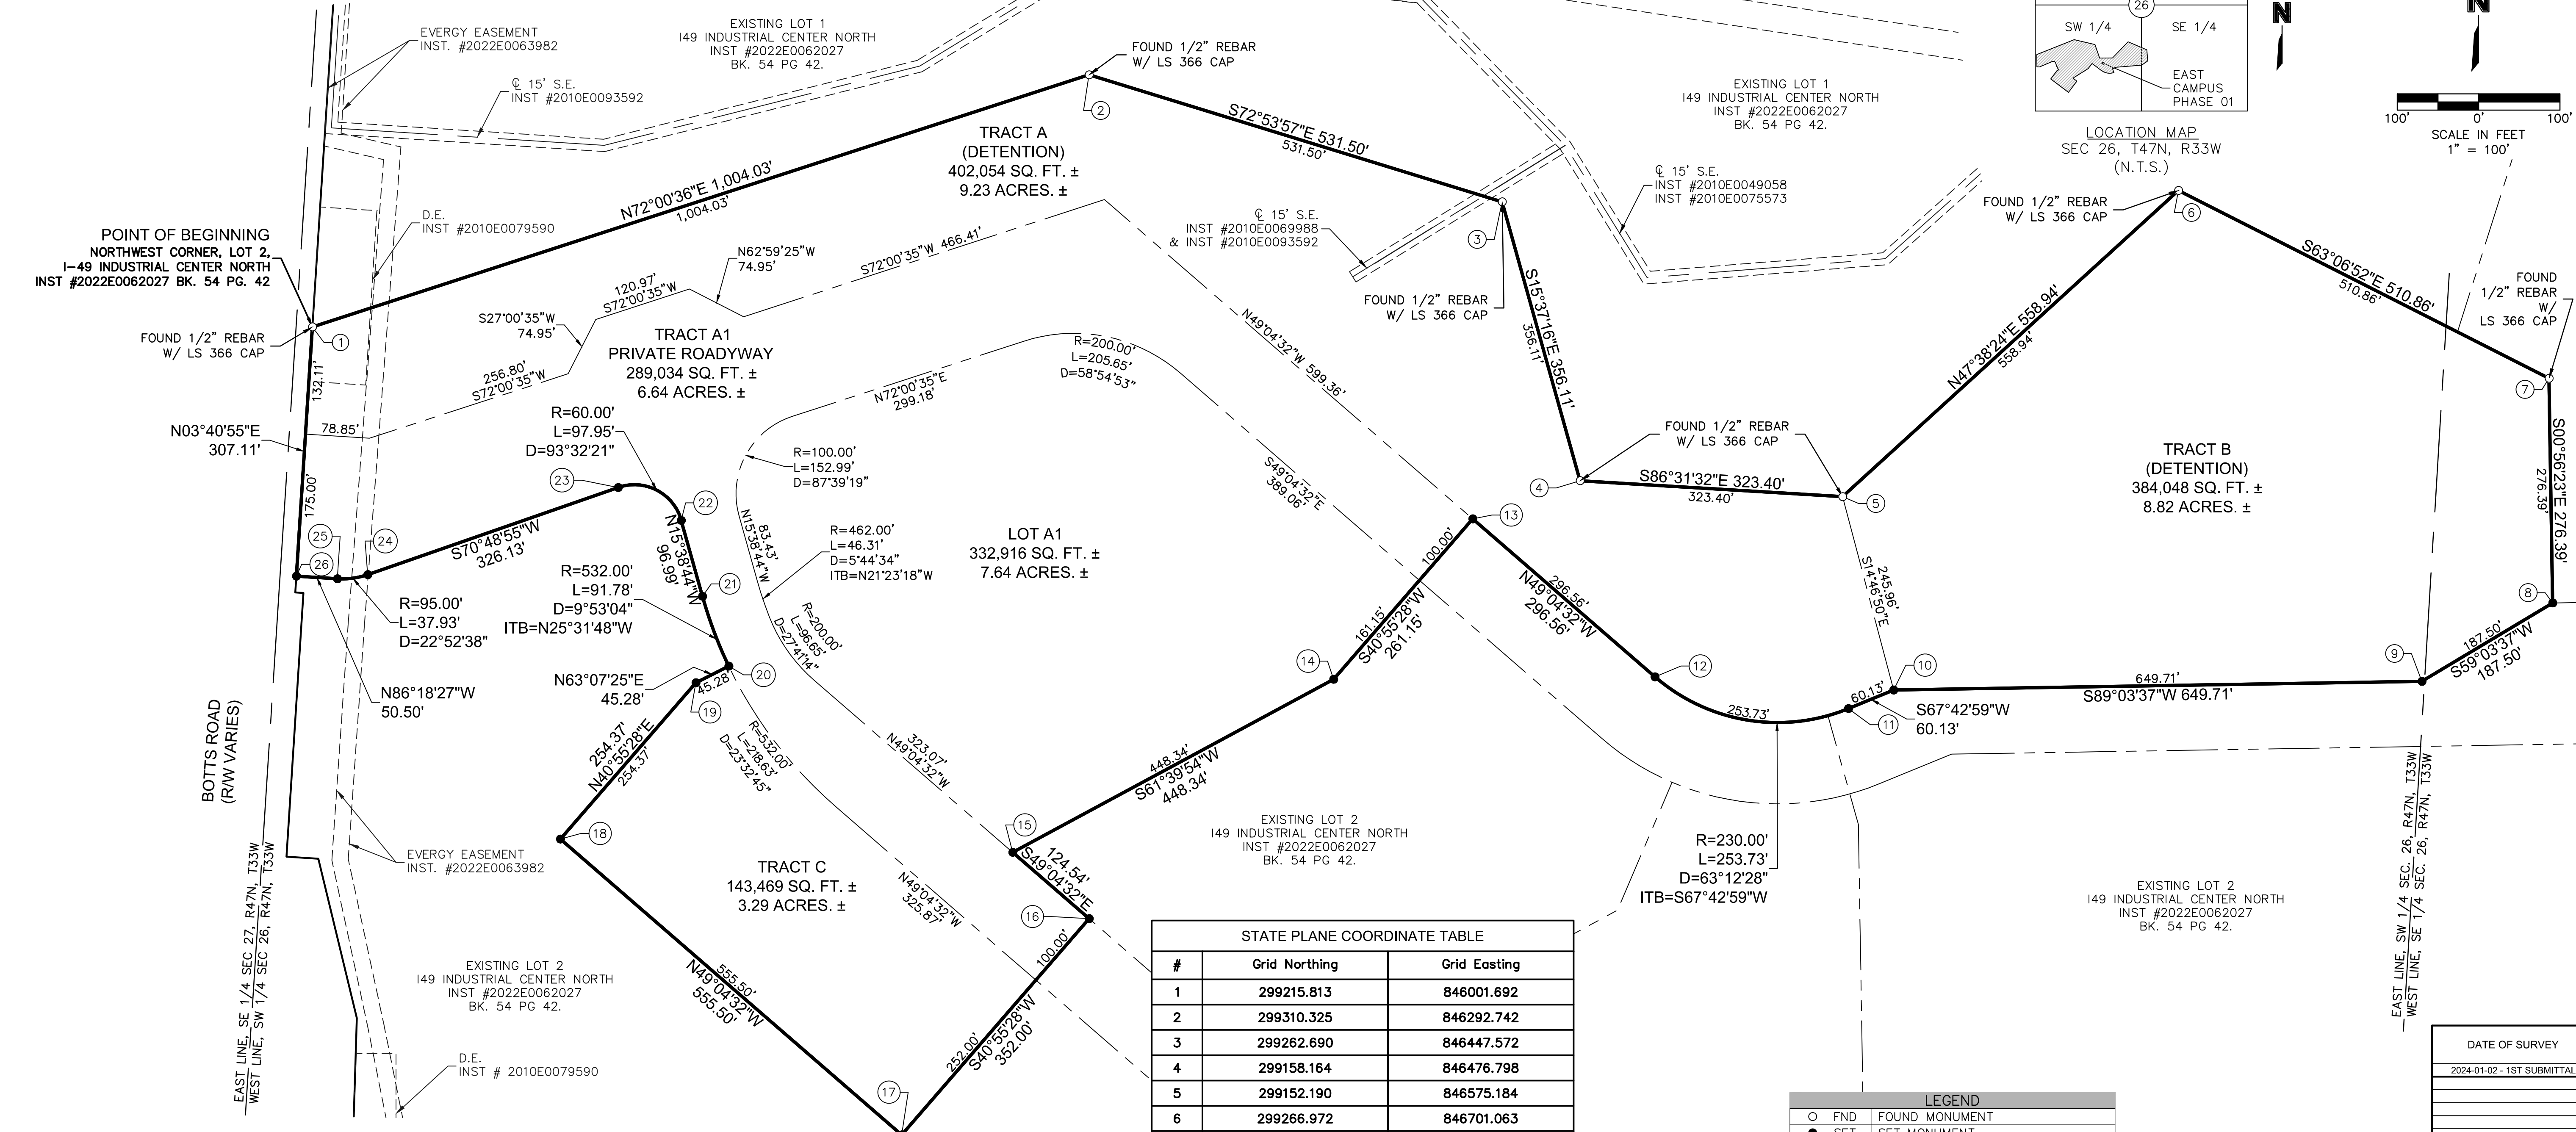 EVERGY EASEMENT
INST. #2022E0063982
℄ 15' S.E.
INST #2010E0093592
EXISTING LOT 1
I49 INDUSTRIAL CENTER NORTH
INST #2022E0062027
BK. 54 PG 42.
FOUND 1/2" REBAR
W/ LS 366 CAP
2
TRACT A
(DETENTION)
402,054 SQ. FT. ±
9.23 ACRES. ±
S72°53'57"E 531.50'
531.50'
N72°00'36"E 1,004.03'
1,004.03'
EXISTING LOT 1
I49 INDUSTRIAL CENTER NORTH
INST #2022E0062027
BK. 54 PG 42.
℄ 15' S.E.
INST #2010E0049058
INST #2010E0075573
℄ 15' S.E.
INST #2010E0069988
& INST #2010E0093592
3
FOUND 1/2" REBAR
W/ LS 366 CAP
26
SW 1/4
SE 1/4
EAST
CAMPUS
PHASE 01
LOCATION MAP
SEC 26, T47N, R33W
(N.T.S.)
N
N
100'
0'
100'
SCALE IN FEET
1" = 100'
FOUND 1/2" REBAR
W/ LS 366 CAP
6
S63°06'52"E 510.86'
510.86'
FOUND
1/2" REBAR
W/
LS 366 CAP
7
D.E.
INST #2010E0079590
POINT OF BEGINNING
NORTHWEST CORNER, LOT 2,
I-49 INDUSTRIAL CENTER NORTH
INST #2022E0062027 BK. 54 PG. 42
FOUND 1/2" REBAR
W/ LS 366 CAP
1
132.11'
N03°40'55"E
307.11'
175.00'
78.85'
256.80'
S72°00'35"W
S27°00'35"W
74.95'
120.97'
S72°00'35"W
N62°59'25"W
74.95'
S72°00'35"W 466.41'
N49°04'32"W 599.36'
TRACT A1
PRIVATE ROADYWAY
289,034 SQ. FT. ±
6.64 ACRES. ±
R=200.00'
L=205.65'
D=58°54'53"
N72°00'35"E
299.18'
S49°04'32"E
389.06'
R=60.00'
L=97.95'
D=93°32'21"
23
22
R=100.00'
L=152.99'
D=87°39'19"
N15°38'44"W
96.99'
83.43'
N15°38'44"W
R=462.00'
L=46.31'
D=5°44'34"
ITB=N21°23'18"W
LOT A1
332,916 SQ. FT. ±
7.64 ACRES. ±
S15°37'16"E 356.11'
356.11'
FOUND 1/2" REBAR
W/ LS 366 CAP
4
S86°31'32"E 323.40'
323.40'
5
N47°38'24"E 558.94'
558.94'
TRACT B
(DETENTION)
384,048 SQ. FT. ±
8.82 ACRES. ±
S00°56'23"E 276.39'
276.39'
8
187.50'
S59°03'37"W
187.50'
9
649.71'
S89°03'37"W 649.71'
245.96'
S14°46'50"E
10
60.13'
S67°42'59"W
60.13'
11
253.73'
12
13
296.56'
N49°04'32"W
296.56'
100.00'
161.15'
S40°55'28"W
261.15'
14
S70°48'55"W
326.13'
25
24
26
R=95.00'
L=37.93'
D=22°52'38"
N86°18'27"W
50.50'
R=532.00'
L=91.78'
D=9°53'04"
ITB=N25°31'48"W
21
20
N63°07'25"E
45.28'
45.28'
19
R=200.00'
L=96.65'
D=27°41'14"
R=532.00'
L=218.63'
D=23°32'45"
323.07'
N49°04'32"W
448.34'
S61°39'54"W
448.34'
15
124.54'
S49°04'32"E
16
254.37'
N40°55'28"E
254.37'
18
TRACT C
143,469 SQ. FT. ±
3.29 ACRES. ±
N49°04'32"W
325.87'
555.50'
N49°04'32"W
555.50'
100.00'
252.00'
S40°55'28"W
352.00'
17
BOTTS ROAD
(R/W VARIES)
EAST LINE, SE 1/4 SEC 27, R47N, T33W
WEST LINE, SW 1/4 SEC 26, R47N, T33W
EVERGY EASEMENT
INST. #2022E0063982
EXISTING LOT 2
I49 INDUSTRIAL CENTER NORTH
INST #2022E0062027
BK. 54 PG 42.
D.E.
INST # 2010E0079590
EXISTING LOT 2
I49 INDUSTRIAL CENTER NORTH
INST #2022E0062027
BK. 54 PG 42.
R=230.00'
L=253.73'
D=63°12'28"
ITB=S67°42'59"W
EXISTING LOT 2
I49 INDUSTRIAL CENTER NORTH
INST #2022E0062027
BK. 54 PG 42.
EAST LINE, SW 1/4 SEC. 26, R47N, T33W
WEST LINE, SE 1/4 SEC. 26, R47N, T33W
STATE PLANE COORDINATE TABLE
# Grid Northing Grid Easting
1 299215.813 846001.692
2 299310.325 846292.742
3 299262.690 846447.572
4 299158.164 846476.798
5 299152.190 846575.184
6 299266.972 846701.063
LEGEND
FND FOUND MONUMENT
SET SET MONUMENT
DATE OF SURVEY
2024-01-02 - 1ST SUBMITTAL